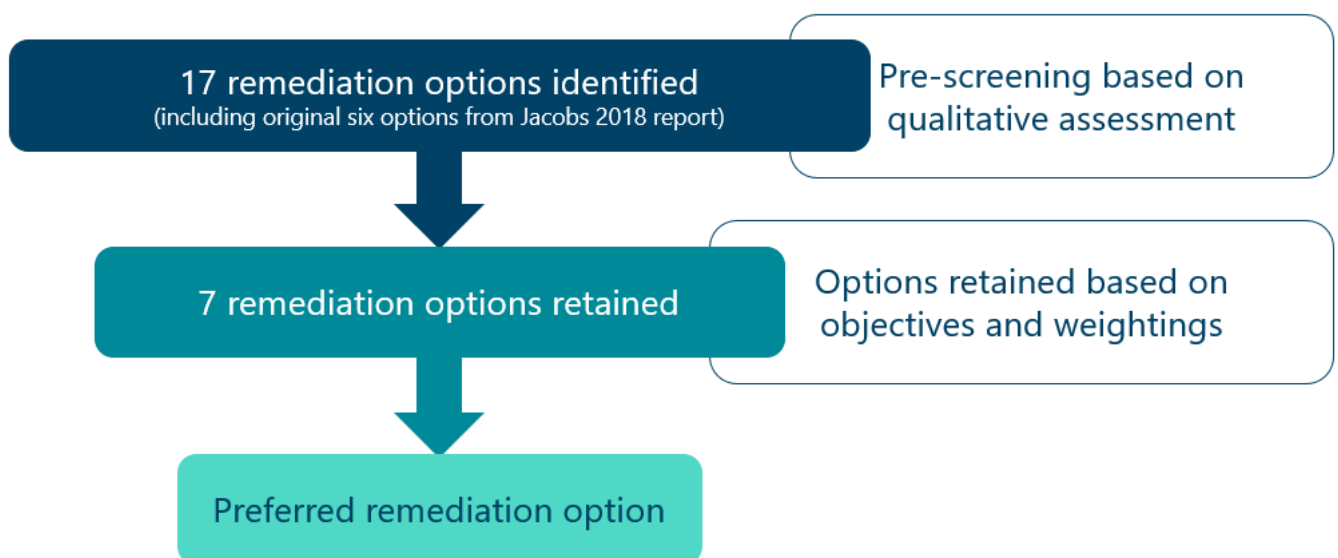 17 remediation options identified
(including original six options from Jacobs 2018 report)
Pre-screening based on
qualitative assessment
7 remediation options retained
Options retained based on
objectives and weightings
Preferred remediation option